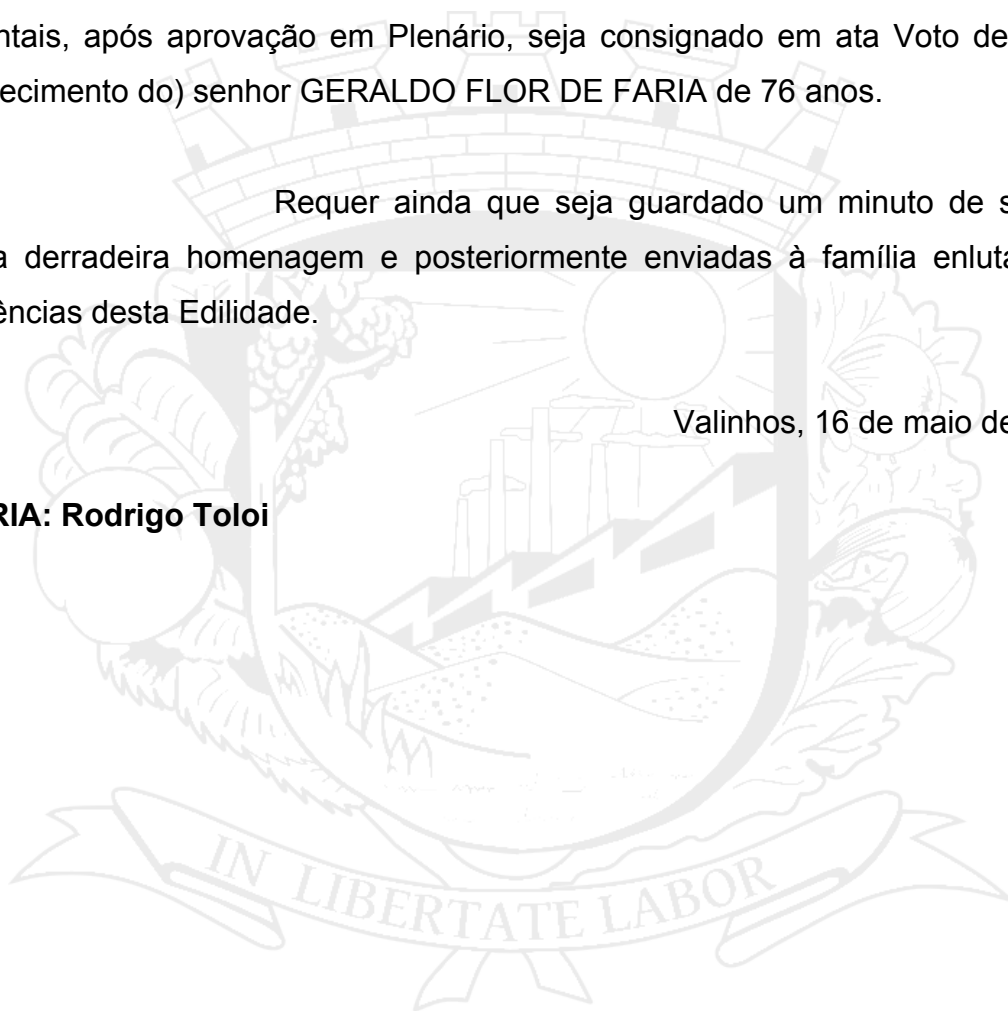 ntais, após aprovação em Plenário, seja consignado em ata Voto de
ecimento do) senhor GERALDO FLOR DE FARIA de 76 anos.
Requer ainda que seja guardado um minuto de s
a derradeira homenagem e posteriormente enviadas à família enluta
ências desta Edilidade.
Valinhos, 16 de maio de
RIA: Rodrigo Toloi
IN LIBERTATE LABOR